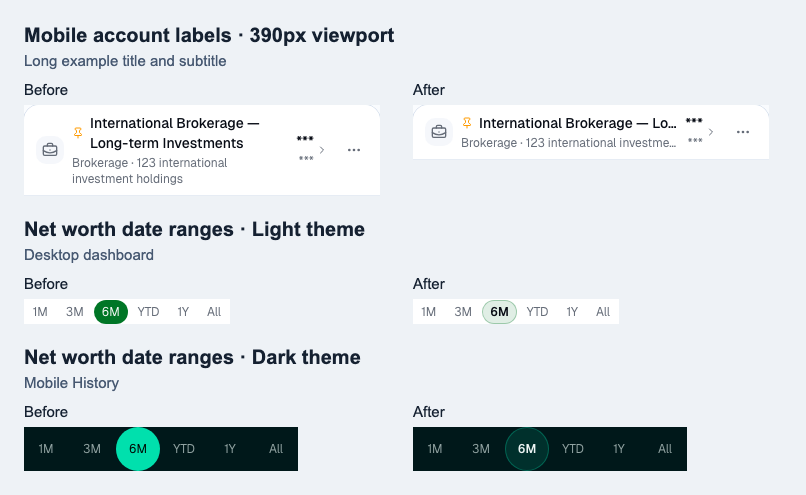 Mobile account labels · 390px viewport
Long example title and subtitle
Before
After
International Brokerage —
Long-term Investments
Brokerage · 123 international
investment holdings
***
***
...
International Brokerage — Lo...
Brokerage · 123 international investme...
***
***
...
Net worth date ranges · Light theme
Desktop dashboard
Before
After
1M 3M 6M YTD 1Y All
1M 3M 6M YTD 1Y All
Net worth date ranges · Dark theme
Mobile History
Before
After
1M 3M 6M YTD 1Y All
1M 3M 6M YTD 1Y All